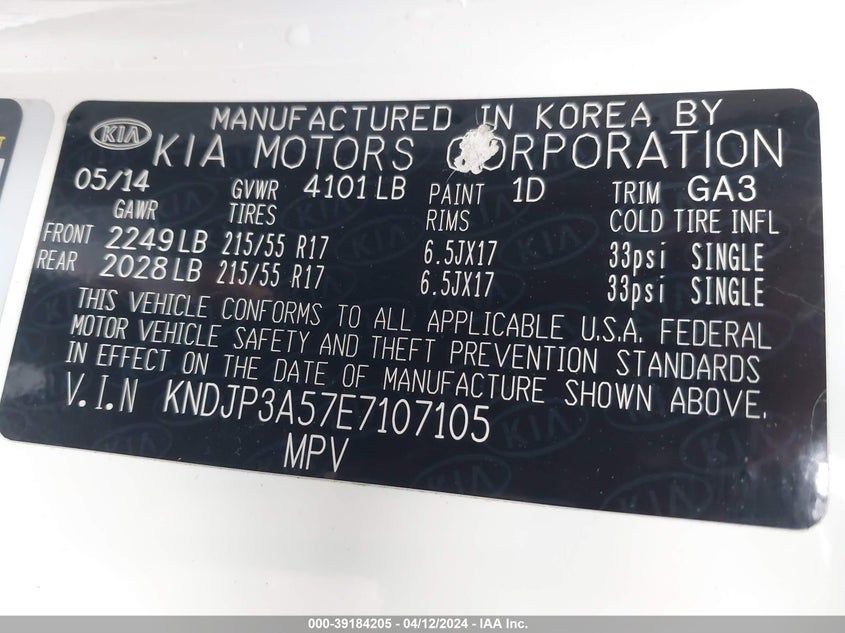 MANUFACTURED IN KOREA BY
KIA KIA MOTORS CORPORATION
05/14 GVWR 4101LB PAINT 1D TRIM GA3
GAWR TIRES RIMS COLD TIRE INFL
FRONT 2249LB 215/55 R17 6.5JX17 33psi SINGLE
REAR 2028LB 215/55 R17 6.5JX17 33psi SINGLE
THIS VEHICLE CONFORMS TO ALL APPLICABLE U.S.A. FEDERAL
MOTOR VEHICLE SAFETY AND THEFT PREVENTION STANDARDS
IN EFFECT ON THE DATE OF MANUFACTURE SHOWN ABOVE.
V.I.N KNDJP3A57E7107105
MPV
000-39184205 - 04/12/2024 - IAA Inc.